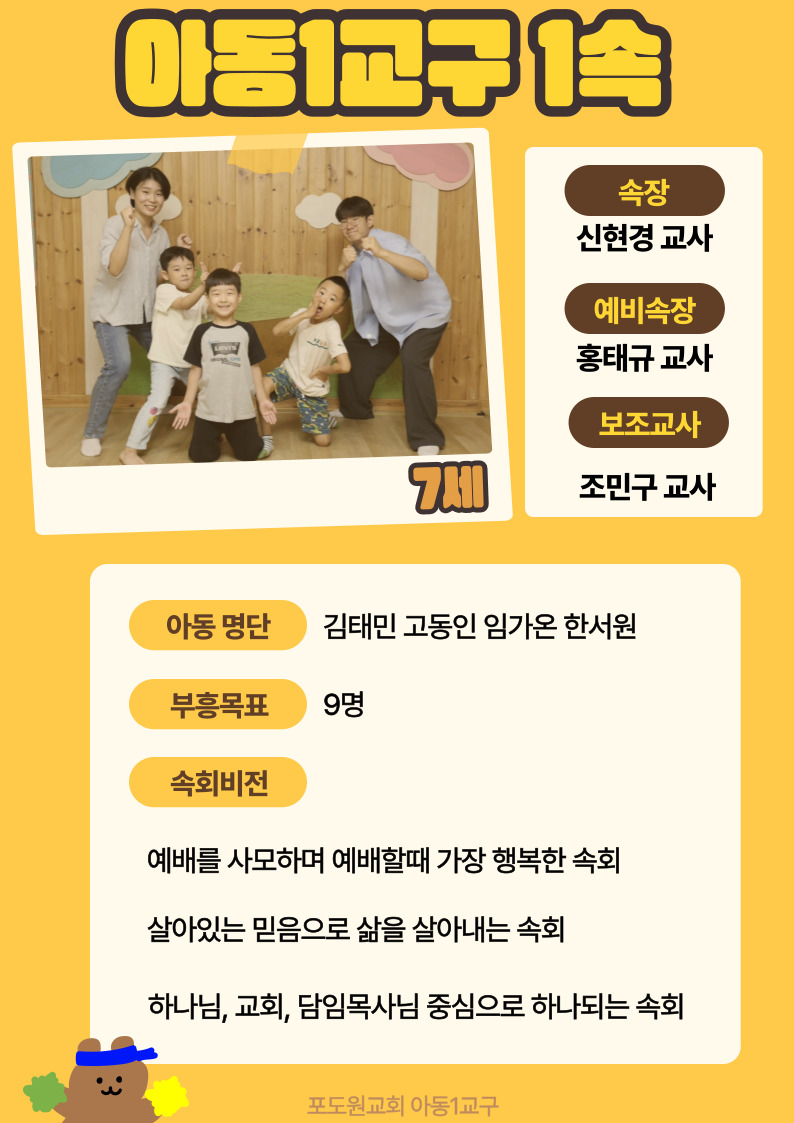 아동1교구 1속
속장
신현경 교사
예비속장
홍태규 교사
보조교사
조민구 교사
LEVI'S
7세
아동 명단 김태민 고동인 임가온 한서원
부흥목표 9명
속회비전
예배를 사모하며 예배할때 가장 행복한 속회
살아있는 믿음으로 삶을 살아내는 속회
하나님, 교회, 담임목사님 중심으로 하나되는 속회
포도원교회 아동1교구